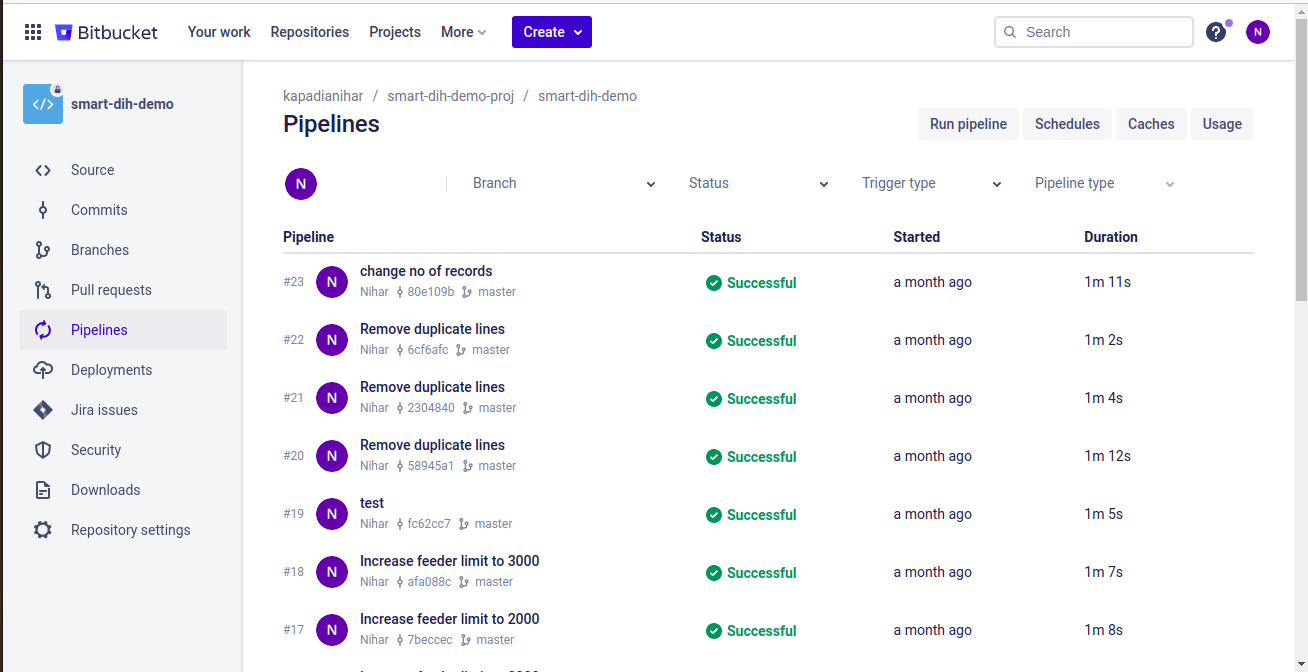 Bitbucket Your work Repositories Projects More Create Search ? N
</> smart-dih-demo
Source
Commits
Branches
Pull requests
Pipelines
Deployments
Jira issues
Security
Downloads
Repository settings
kapadianihar / smart-dih-demo-proj / smart-dih-demo
Pipelines
Run pipeline Schedules Caches Usage
N Branch Status Trigger type Pipeline type
Pipeline Status Started Duration
#23 N change no of records Successful a month ago 1m 11s
Nihar 80e109b master
#22 N Remove duplicate lines Successful a month ago 1m 2s
Nihar 6cf6afc master
#21 N Remove duplicate lines Successful a month ago 1m 4s
Nihar 2304840 master
#20 N Remove duplicate lines Successful a month ago 1m 12s
Nihar 58945a1 master
#19 N test Successful a month ago 1m 5s
Nihar fc62cc7 master
#18 N Increase feeder limit to 3000 Successful a month ago 1m 7s
Nihar afa088c master
#17 N Increase feeder limit to 2000 Successful a month ago 1m 8s
Nihar 7beccec master